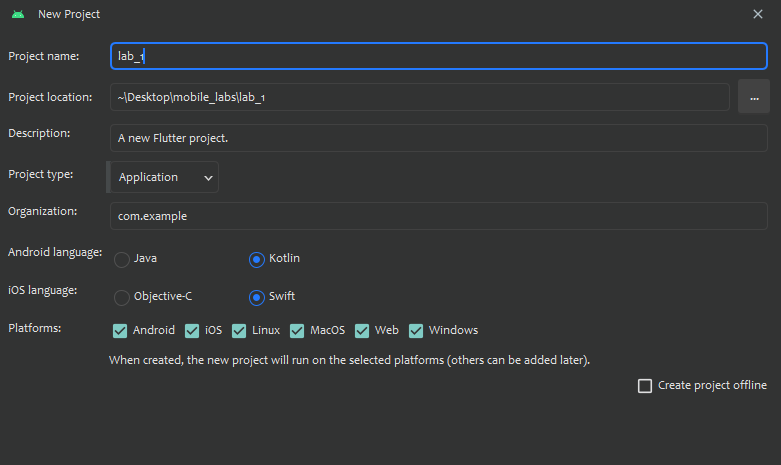 New Project
Project name: lab_1
Project location: ~\Desktop\mobile_labs\lab_1 ...
Description: A new Flutter project.
Project type: Application
Organization: com.example
Android language: Java Kotlin
iOS language: Objective-C Swift
Platforms: Android iOS Linux MacOS Web Windows
When created, the new project will run on the selected platforms (others can be added later).
Create project offline